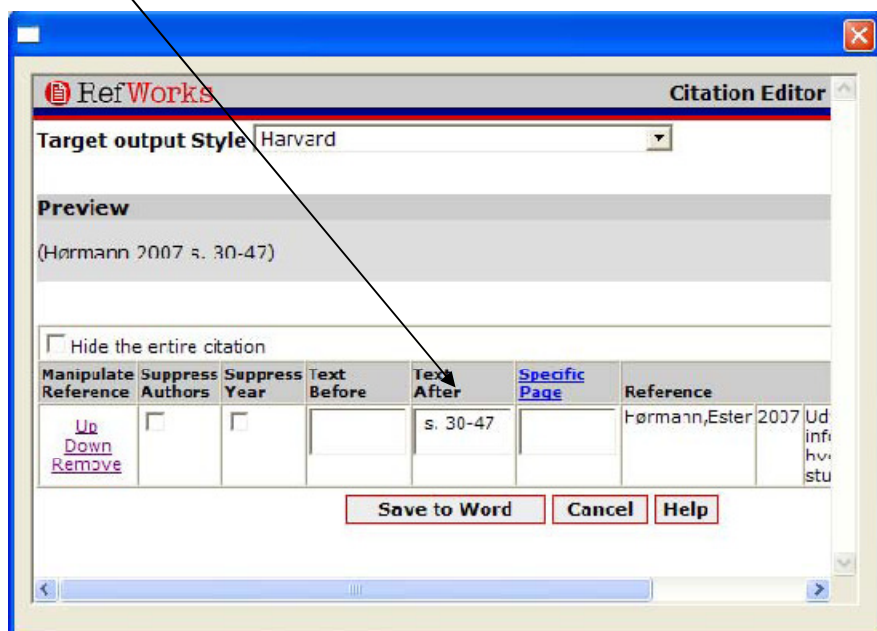 RefWorks Citation Editor
Target output Style Harvard
Preview
(Hørmann 2007 s. 30-47)
Hide the entire citation
Manipulate Reference Suppress Authors Suppress Year Text Before Text After Specific Page Reference
Up Down Remove s. 30-47 Hørmann,Ester 2007 Ud
stu
Save to Word Cancel Help